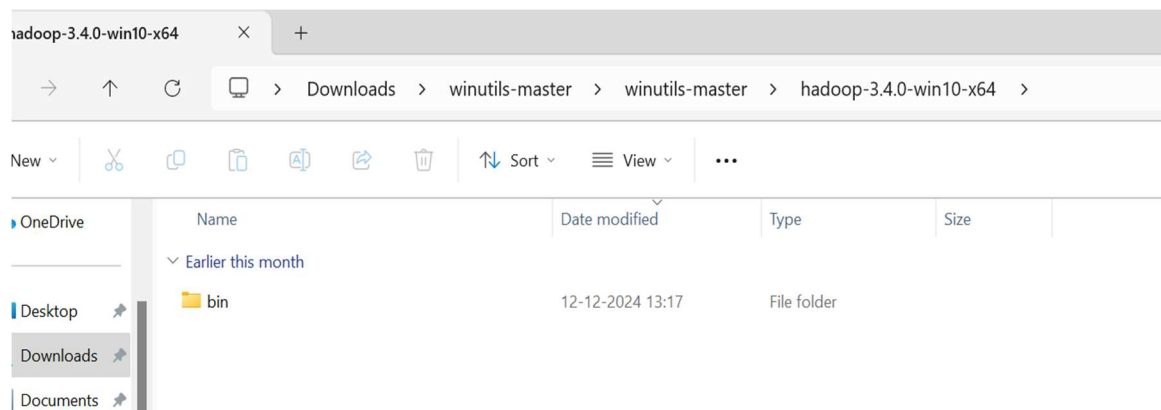 hadoop-3.4.0-win10-x64
Downloads > winutils-master > winutils-master > hadoop-3.4.0-win10-x64 >
New Sort View
OneDrive
Name Date modified Type Size
Earlier this month
bin 12-12-2024 13:17 File folder
Desktop
Downloads
Documents